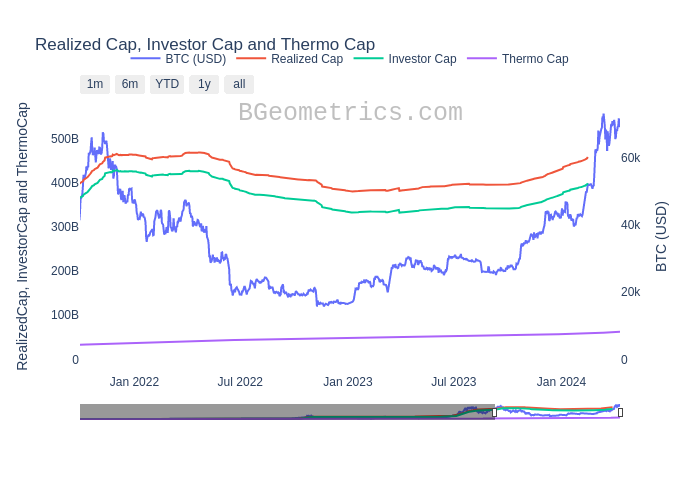 Realized Cap, Investor Cap and Thermo Cap
BTC (USD) Realized Cap Investor Cap Thermo Cap
1m 6m YTD 1y all
BGeometrics.com
RealizedCap, InvestorCap and ThermoCap
500B
400B
300B
200B
100B
0
60k
40k
20k
0
BTC (USD)
Jan 2022 Jul 2022 Jan 2023 Jul 2023 Jan 2024